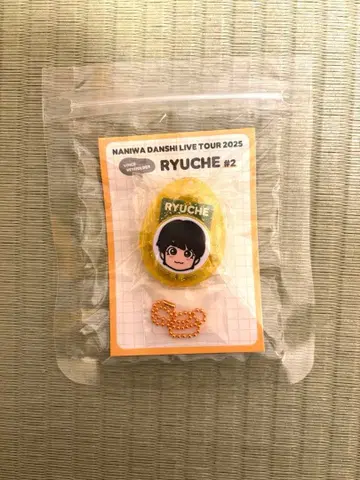 NANIWA DANSHI LIVE TOUR 2025
RYUCHE #2
RYUCHE